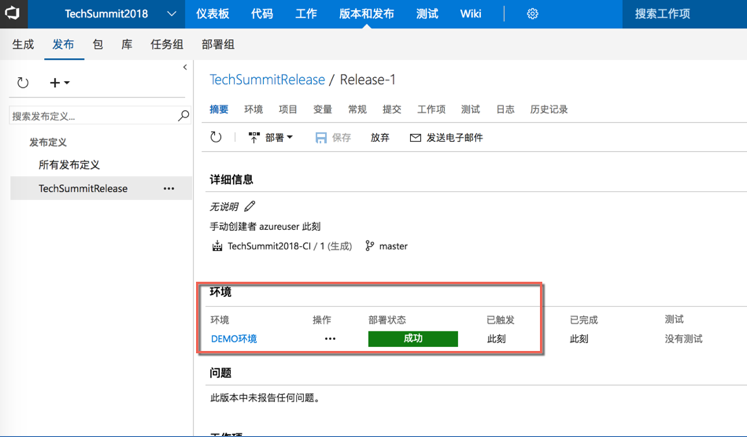 TechSummit2018 仪表板 代码 工作 版本和发布 测试 Wiki 搜索工作项
生成 发布 包 库 任务组 部署组
搜索发布定义...
发布定义
所有发布定义
TechSummitRelease ...
TechSummitRelease / Release-1
摘要 环境 项目 变量 常规 提交 工作项 测试 日志 历史记录
部署 保存 放弃 发送电子邮件
详细信息
无说明
手动创建者 azureuser 此刻
TechSummit2018-CI / 1 (生成) master
环境
环境 操作 部署状态 已触发 已完成 测试
DEMO环境 ... 成功 此刻 此刻 没有测试
问题
此版本中未报告任何问题。
工作项